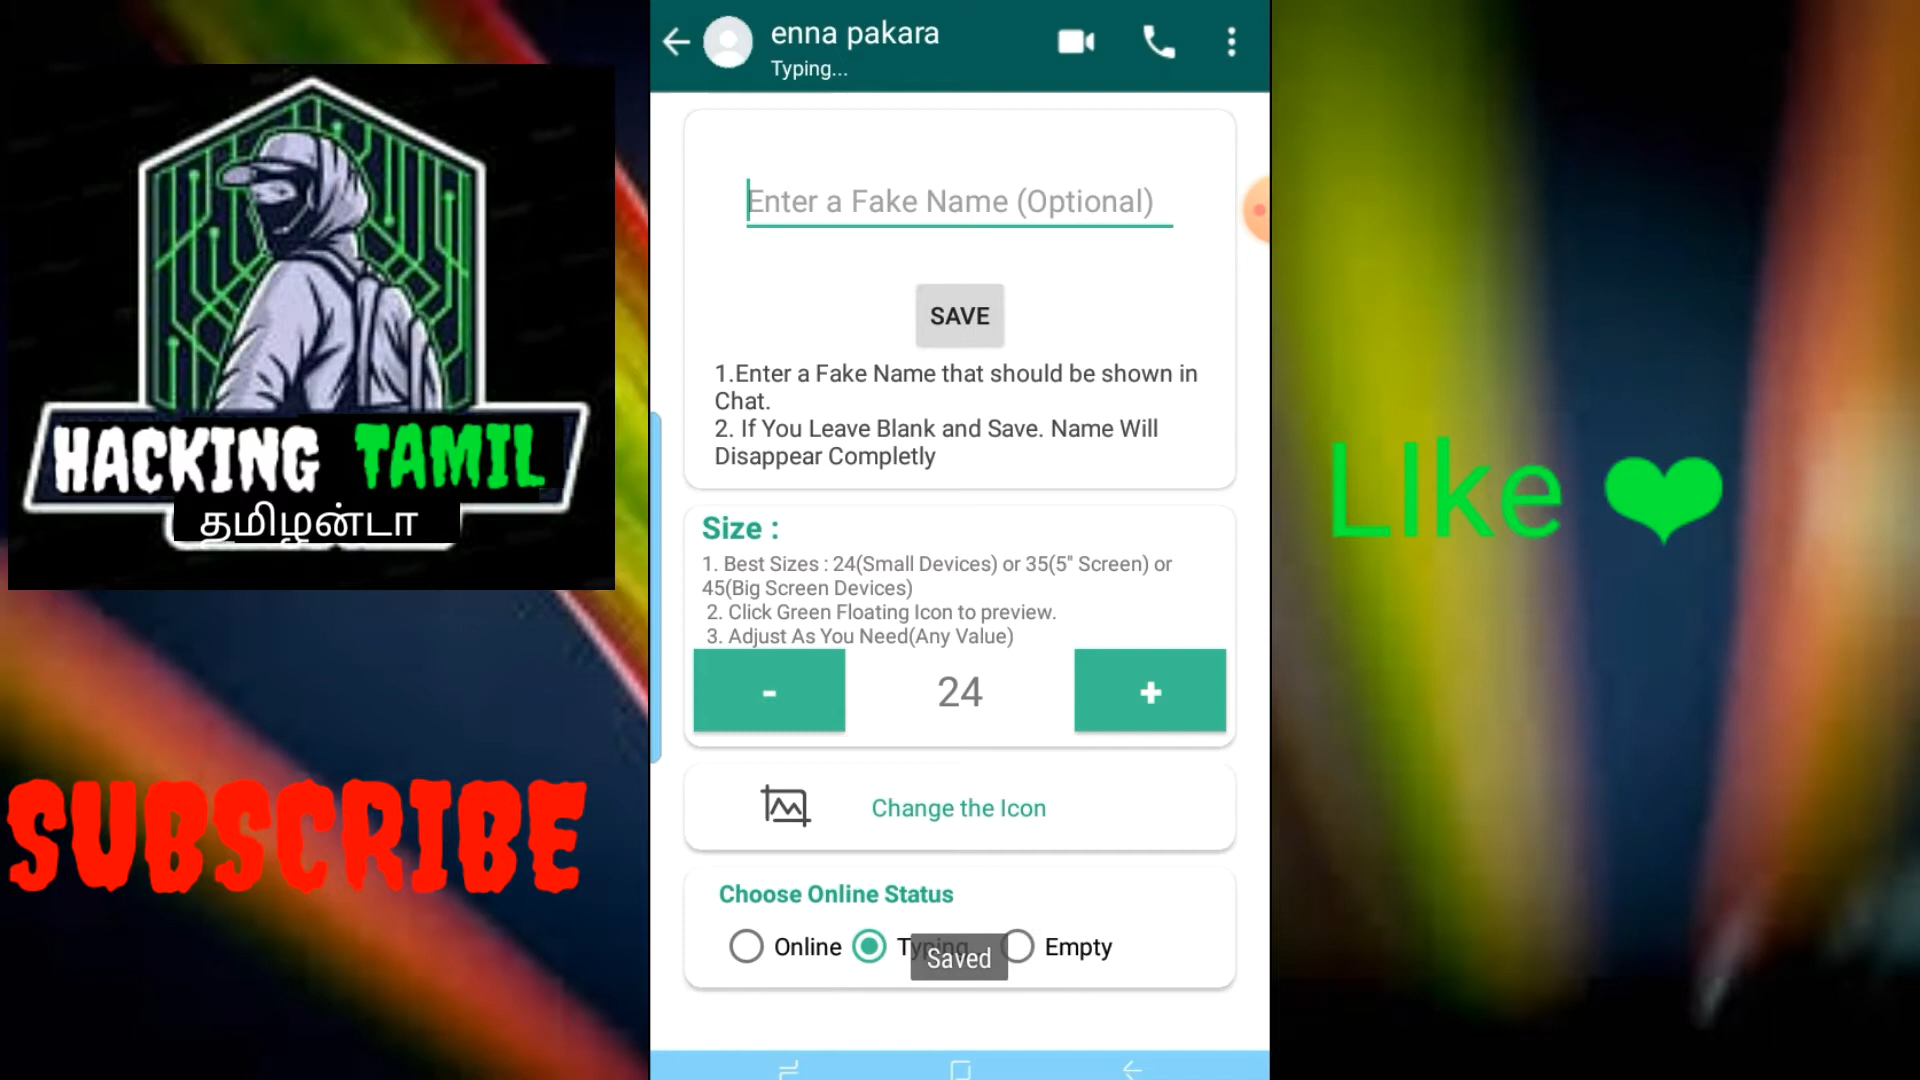 HACKING TAMIL
தமிழன்டா
SUBSCRIBE
enna pakara
Typing...
Enter a Fake Name (Optional)
SAVE
1.Enter a Fake Name that should be shown in
Chat.
2. If You Leave Blank and Save. Name Will
Disappear Completly
Size :
1. Best Sizes : 24(Small Devices) or 35(5" Screen) or
45(Big Screen Devices)
2. Click Green Floating Icon to preview.
3. Adjust As You Need(Any Value)
- 24 +
Change the Icon
Choose Online Status
Online Typing Empty
Saved
LIke ❤